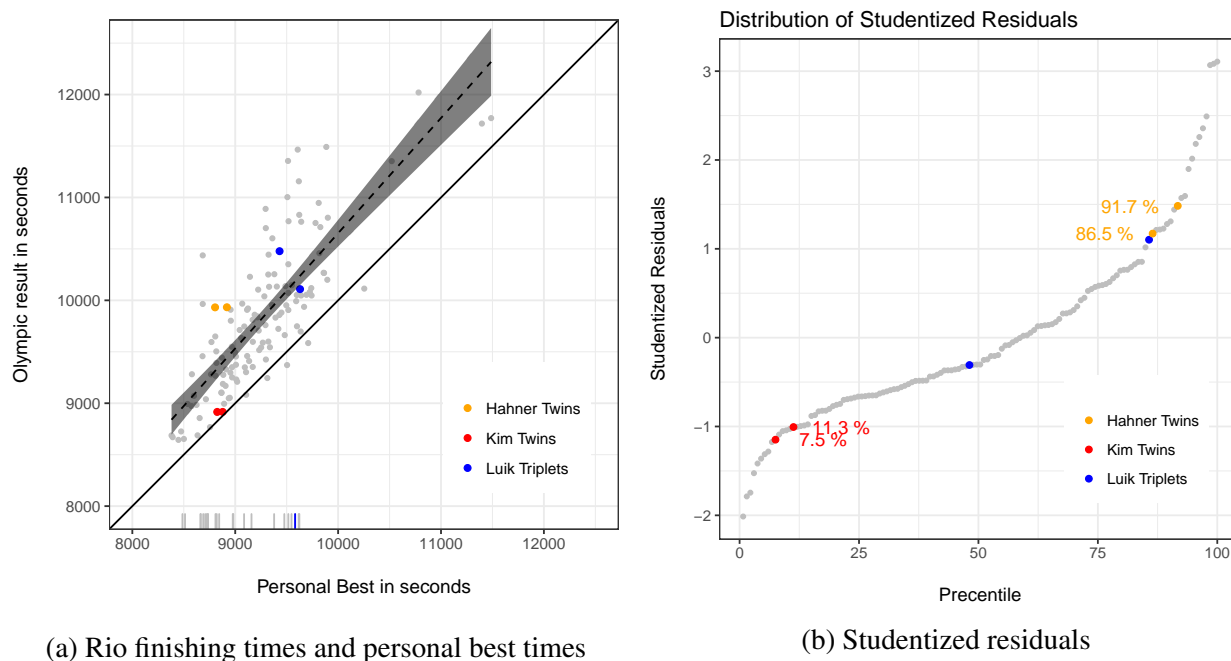 12000
11000
10000
9000
8000
Olympic result in seconds
Hahner Twins
Kim Twins
Luik Triplets
8000 9000 10000 11000 12000
Personal Best in seconds
(a) Rio finishing times and personal best times
Distribution of Studentized Residuals
3
2
1
0
−1
−2
Studentized Residuals
91.7 %
86.5 %
11.3 %
7.5 %
Hahner Twins
Kim Twins
Luik Triplets
0 25 50 75 100
Precentile
(b) Studentized residuals